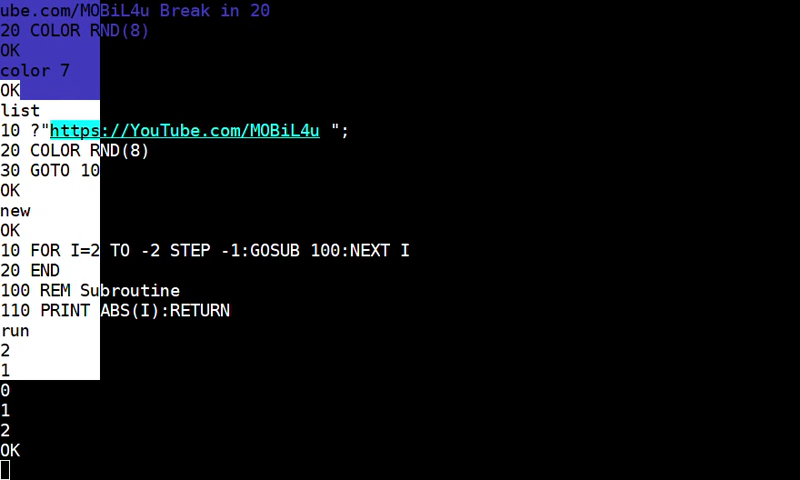 ube.com/MOBiL4u Break in 20
20 COLOR RND(8)
OK
color 7
OK
list
10 ?"https://YouTube.com/MOBiL4u ";
20 COLOR RND(8)
30 GOTO 10
OK
new
OK
10 FOR I=2 TO -2 STEP -1:GOSUB 100:NEXT I
20 END
100 REM Subroutine
110 PRINT ABS(I):RETURN
run
2
1
0
1
2
OK